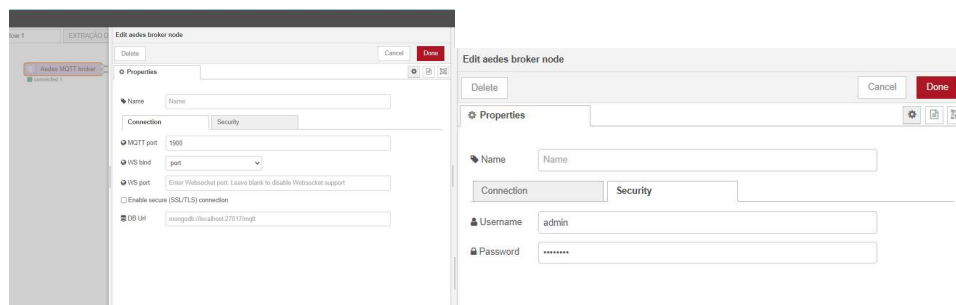 low 1
EXTRAÇÃO D
Aedes MQTT broker
connected 1
Edit aedes broker node
Delete
Cancel
Done
Properties
Name
Name
Connection
Security
MQTT port
1900
WS bind
port
WS port
Enter Websocket port. Leave blank to disable Websocket support
Enable secure (SSL/TLS) connection
DB Url
mongodb://localhost:27017/mqtt
Edit aedes broker node
Delete
Cancel
Done
Properties
Name
Name
Connection
Security
Username
admin
Password
••••••••